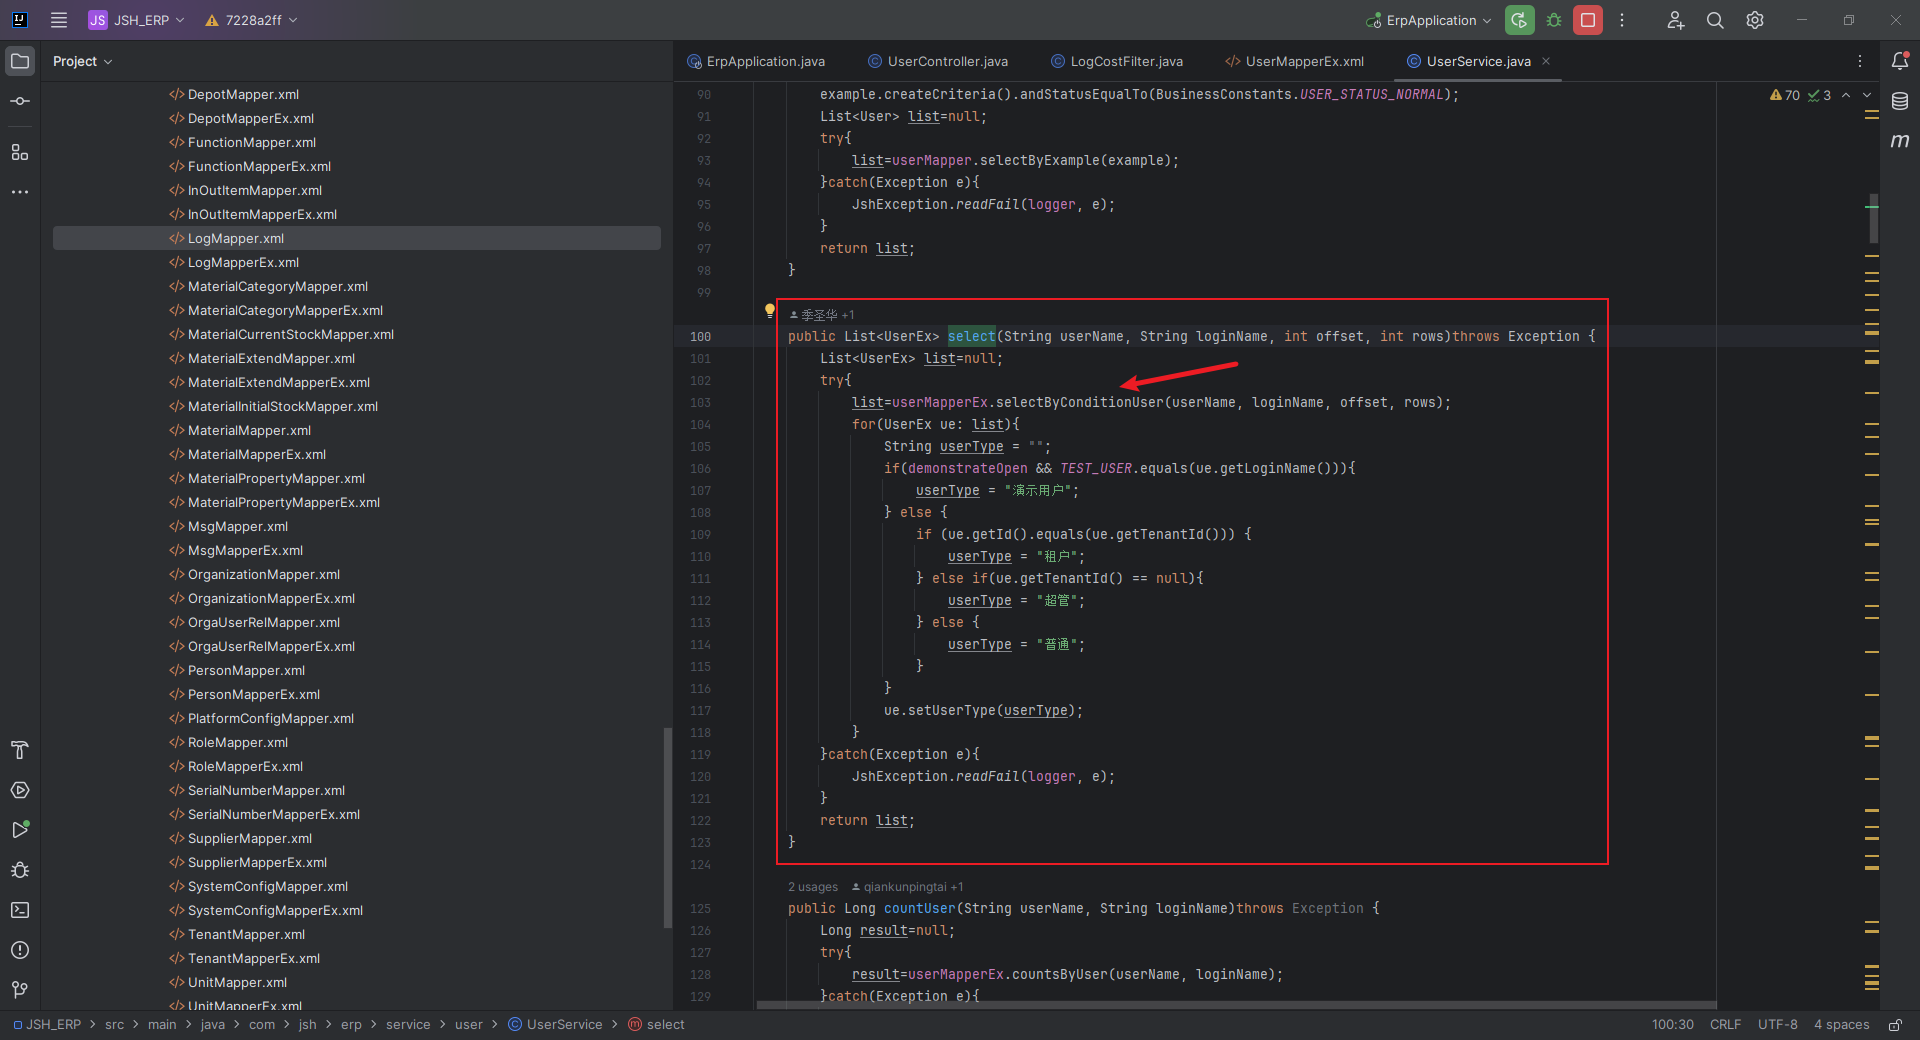 JS JSH_ERP 7228a2ff ErpApplication
Project
ErpApplication.java UserController.java LogCostFilter.java UserMapperEx.xml UserService.java
DepotMapper.xml
DepotMapperEx.xml
FunctionMapper.xml
FunctionMapperEx.xml
InOutItemMapper.xml
InOutItemMapperEx.xml
LogMapper.xml
LogMapperEx.xml
MaterialCategoryMapper.xml
MaterialCategoryMapperEx.xml
MaterialCurrentStockMapper.xml
MaterialExtendMapper.xml
MaterialExtendMapperEx.xml
MaterialInitialStockMapper.xml
MaterialMapper.xml
MaterialMapperEx.xml
MaterialPropertyMapper.xml
MaterialPropertyMapperEx.xml
MsgMapper.xml
MsgMapperEx.xml
OrganizationMapper.xml
OrganizationMapperEx.xml
OrgaUserRelMapper.xml
OrgaUserRelMapperEx.xml
PersonMapper.xml
PersonMapperEx.xml
PlatformConfigMapper.xml
RoleMapper.xml
RoleMapperEx.xml
SerialNumberMapper.xml
SerialNumberMapperEx.xml
SupplierMapper.xml
SupplierMapperEx.xml
SystemConfigMapper.xml
SystemConfigMapperEx.xml
TenantMapper.xml
TenantMapperEx.xml
UnitMapper.xml
UnitMapperEx.xml
70 3
90 example.createCriteria().andStatusEqualTo(BusinessConstants.USER_STATUS_NORMAL);
91 List<User> list=null;
92 try{
93 list=userMapper.selectByExample(example);
94 }catch(Exception e){
95 JshException.readFail(logger, e);
96 }
97 return list;
98 }
99
季圣华 +1
100 public List<UserEx> select(String userName, String loginName, int offset, int rows)throws Exception {
101 List<UserEx> list=null;
102 try{
103 list=userMapperEx.selectByConditionUser(userName, loginName, offset, rows);
104 for(UserEx ue: list){
105 String userType = "";
106 if(demonstrateOpen && TEST_USER.equals(ue.getLoginName())){
107 userType = "演示用户";
108 } else {
109 if (ue.getId().equals(ue.getTenantId())) {
110 userType = "租户";
111 } else if(ue.getTenantId() == null){
112 userType = "超管";
113 } else {
114 userType = "普通";
115 }
116 }
117 ue.setUserType(userType);
118 }
119 }catch(Exception e){
120 JshException.readFail(logger, e);
121 }
122 return list;
123 }
124
2 usages qiankunpingtai +1
125 public Long countUser(String userName, String loginName)throws Exception {
126 Long result=null;
127 try{
128 result=userMapperEx.countsByUser(userName, loginName);
129 }catch(Exception e){
JSH_ERP > src > main > java > com > jsh > erp > service > user > UserService > select 100:30 CRLF UTF-8 4 spaces